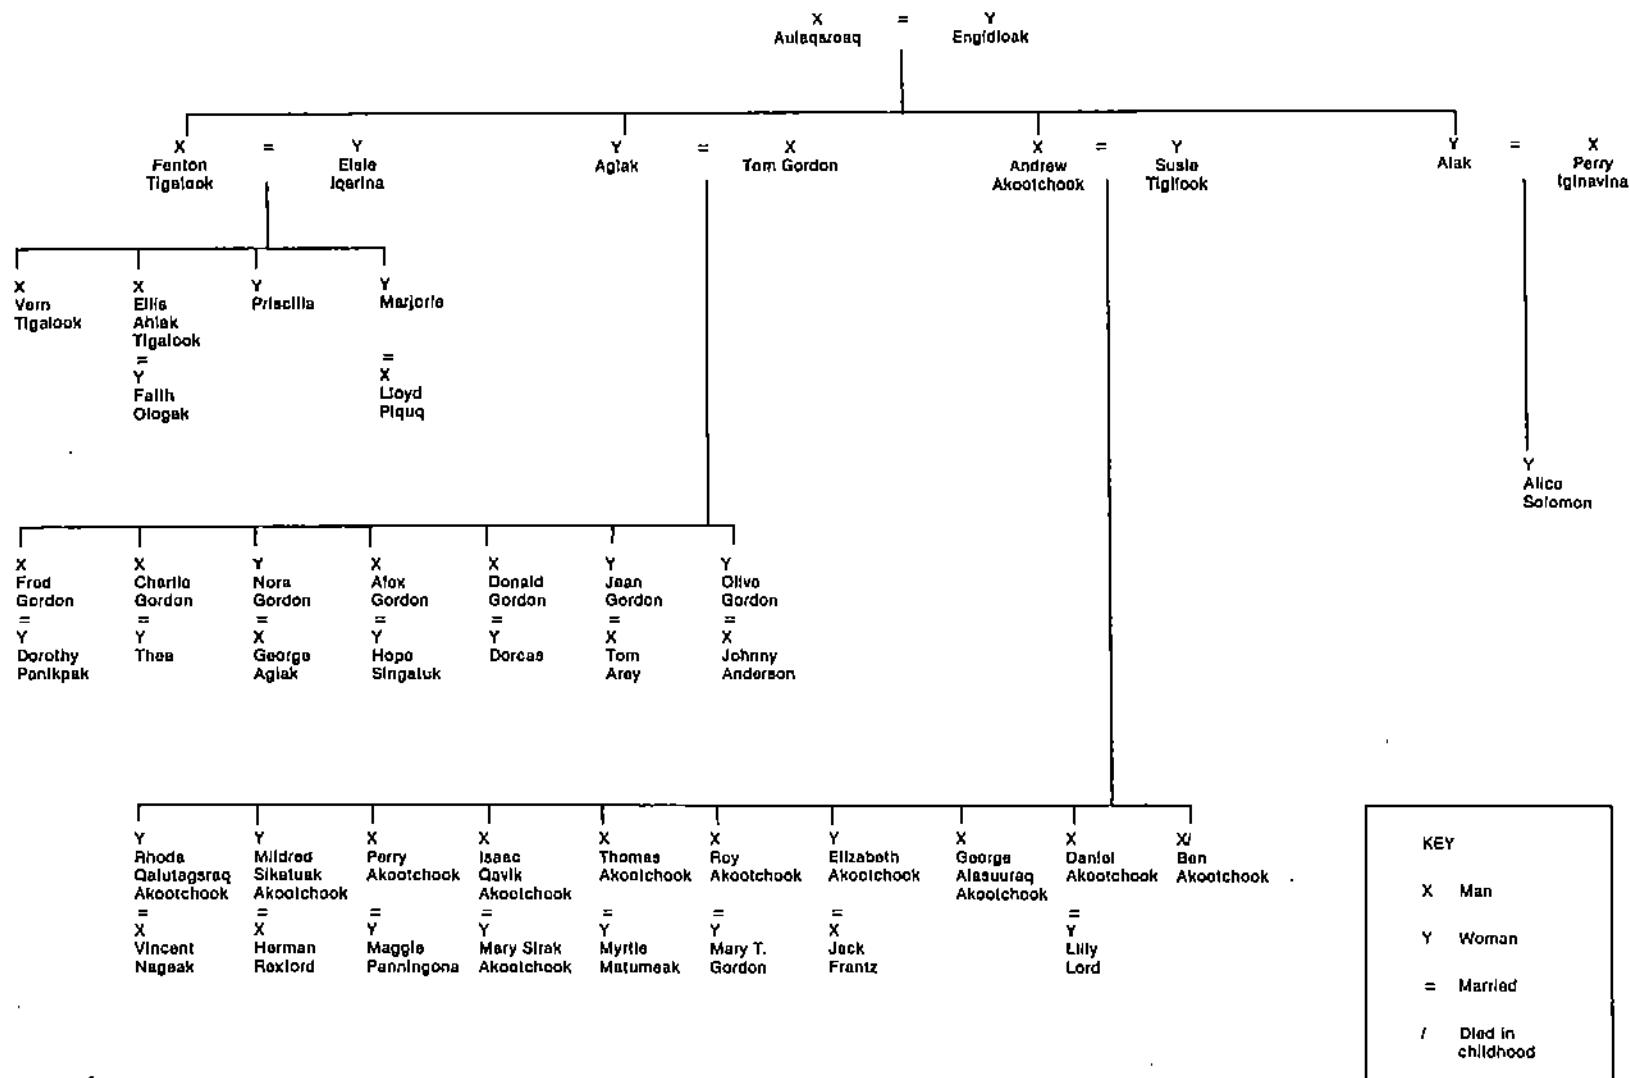 X = Y
Aulaqsroaq Engidloak
X = Y Y = X X = Y Y = X
Fenton Elsie Agiak Tom Gordon Andrew Susie Alak Perry
Tigalook Iqarina Akootchook Tiglrook Iginavina
X X Y Y
Vern Ellis Priscilla Marjorie
Tigalook Ahlak
Tigalook
= =
Y X
Faith Lloyd
Ologak Piquq
Y
Alice
Solomon
X X Y X X Y Y
Fred Charlie Nora Alex Donald Jean Olive
Gordon Gordon Gordon Gordon Gordon Gordon Gordon
= = = = = = =
Y Y X Y Y X X
Dorothy Thea George Hope Dorcas Tom Johnny
Panikpak Agiak Singatuk Arey Anderson
Y Y X X X X Y X X X/
Rhoda Mildred Perry Isaac Thomas Roy Elizabeth George Daniel Ben
Qalutagsraq Sikatuak Akootchook Qavik Akootchook Akootchook Akootchook Alasuuraq Akootchook Akootchook
Akootchook Akootchook Akootchook Akootchook
= = = = = = = =
X X Y Y Y Y X Y
Vincent Herman Maggie Mary Sirak Myrtle Mary T. Jack Lilly
Nageak Rexford Panningona Akootchook Matumeak Gordon Frantz Lord
KEY
X Man
Y Woman
= Married
/ Died in
childhood